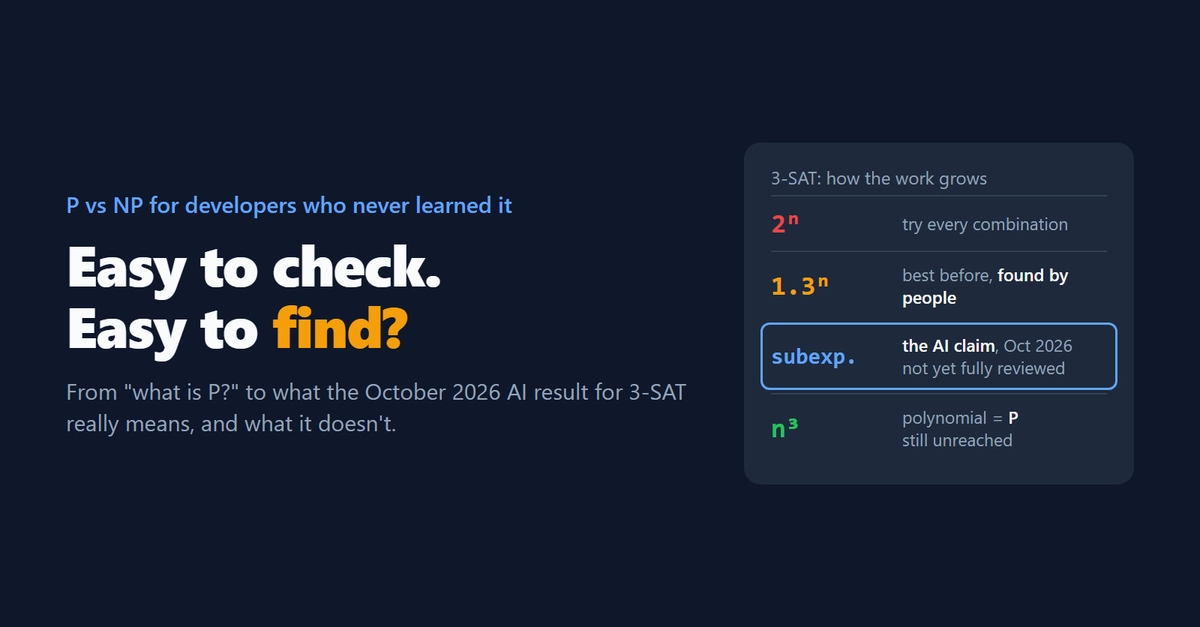 P vs NP for developers who never learned it
Easy to check.
Easy to find?
From "what is P?" to what the October 2026 AI result for 3-SAT
really means, and what it doesn't.
3-SAT: how the work grows
2ⁿ try every combination
1.3ⁿ best before, found by
people
subexp. the AI claim, Oct 2026
not yet fully reviewed
n³ polynomial = P
still unreached